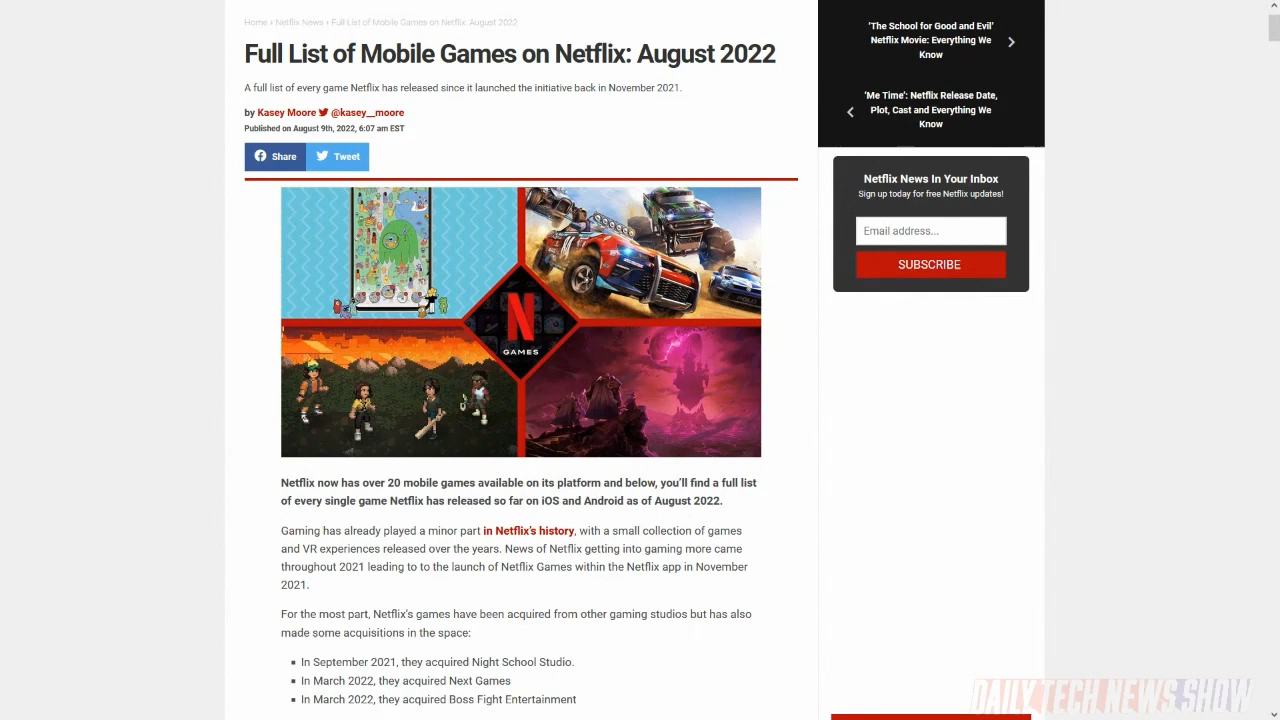 Home › Netflix News › Full List of Mobile Games on Netflix: August 2022
Full List of Mobile Games on Netflix: August 2022
A full list of every game Netflix has released since it launched the initiative back in November 2021.
by Kasey Moore @kasey__moore
Published on August 9th, 2022, 6:07 am EST
Share
Tweet
N
GAMES
POLO
Netflix now has over 20 mobile games available on its platform and below, you'll find a full list
of every single game Netflix has released so far on iOS and Android as of August 2022.
Gaming has already played a minor part in Netflix's history, with a small collection of games
and VR experiences released over the years. News of Netflix getting into gaming more came
throughout 2021 leading to to the launch of Netflix Games within the Netflix app in November
2021.
For the most part, Netflix's games have been acquired from other gaming studios but has also
made some acquisitions in the space:
▪ In September 2021, they acquired Night School Studio.
▪ In March 2022, they acquired Next Games
▪ In March 2022, they acquired Boss Fight Entertainment
'The School for Good and Evil'
Netflix Movie: Everything We
Know
'Me Time': Netflix Release Date,
Plot, Cast and Everything We
Know
Netflix News In Your Inbox
Sign up today for free Netflix updates!
Email address...
SUBSCRIBE
DAILY TECH NEWS SHOW